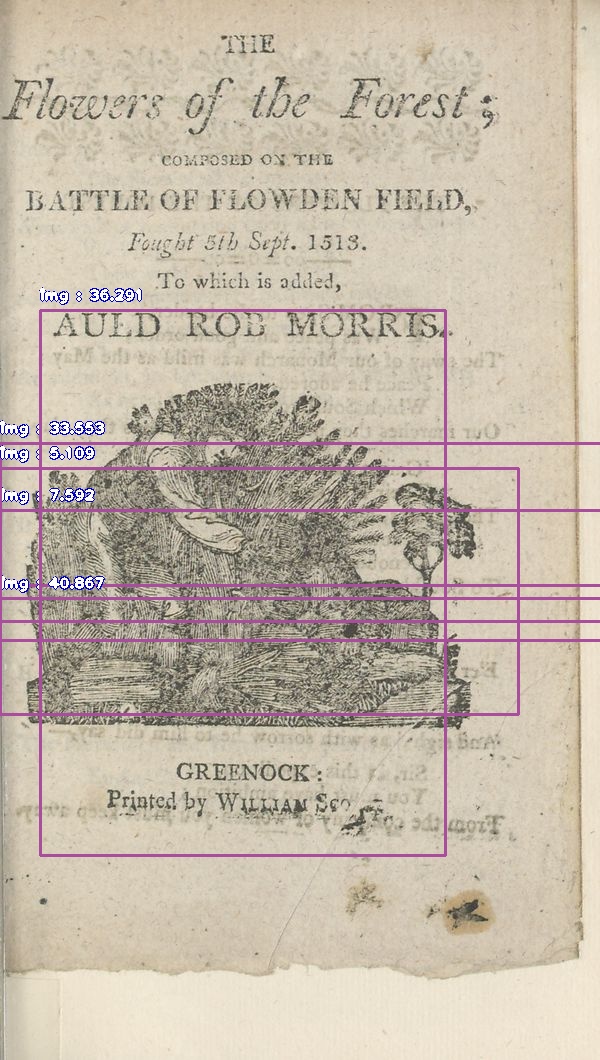 THE
Flowers of the Forest;
COMPOSED ON THE
BATTLE OF FLOWDEN FIELD,
Fought 5th Sept. 1513.
To which is added,
img : 36.291
AULD ROB MORRIS.
img : 33.553
img : 5.109
img : 7.592
img : 40.867
GREENOCK:
Printed by WILLIAM